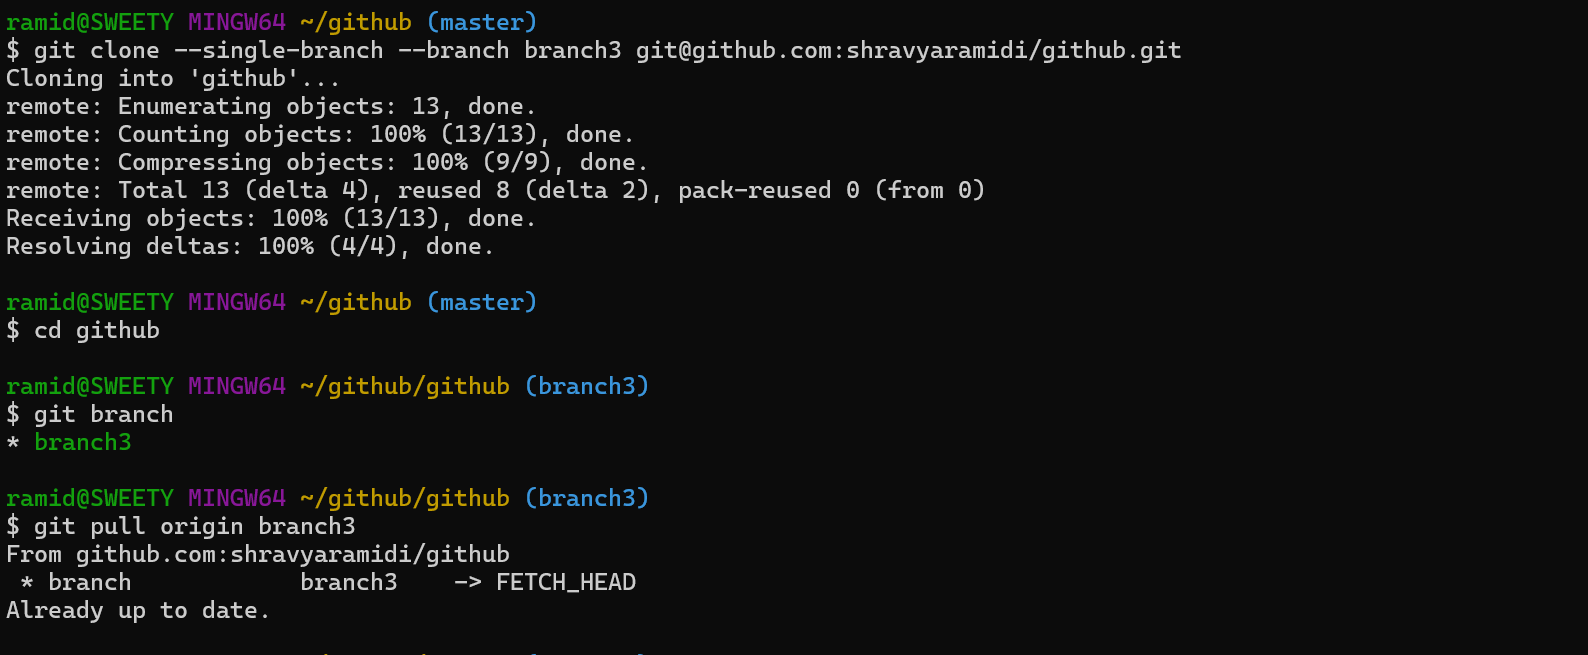 ramid@SWEETY MINGW64 ~/github (master)
$ git clone --single-branch --branch branch3 git@github.com:shravyaramidi/github.git
Cloning into 'github'...
remote: Enumerating objects: 13, done.
remote: Counting objects: 100% (13/13), done.
remote: Compressing objects: 100% (9/9), done.
remote: Total 13 (delta 4), reused 8 (delta 2), pack-reused 0 (from 0)
Receiving objects: 100% (13/13), done.
Resolving deltas: 100% (4/4), done.
ramid@SWEETY MINGW64 ~/github (master)
$ cd github
ramid@SWEETY MINGW64 ~/github/github (branch3)
$ git branch
* branch3
ramid@SWEETY MINGW64 ~/github/github (branch3)
$ git pull origin branch3
From github.com:shravyaramidi/github
 * branch            branch3    -> FETCH_HEAD
Already up to date.